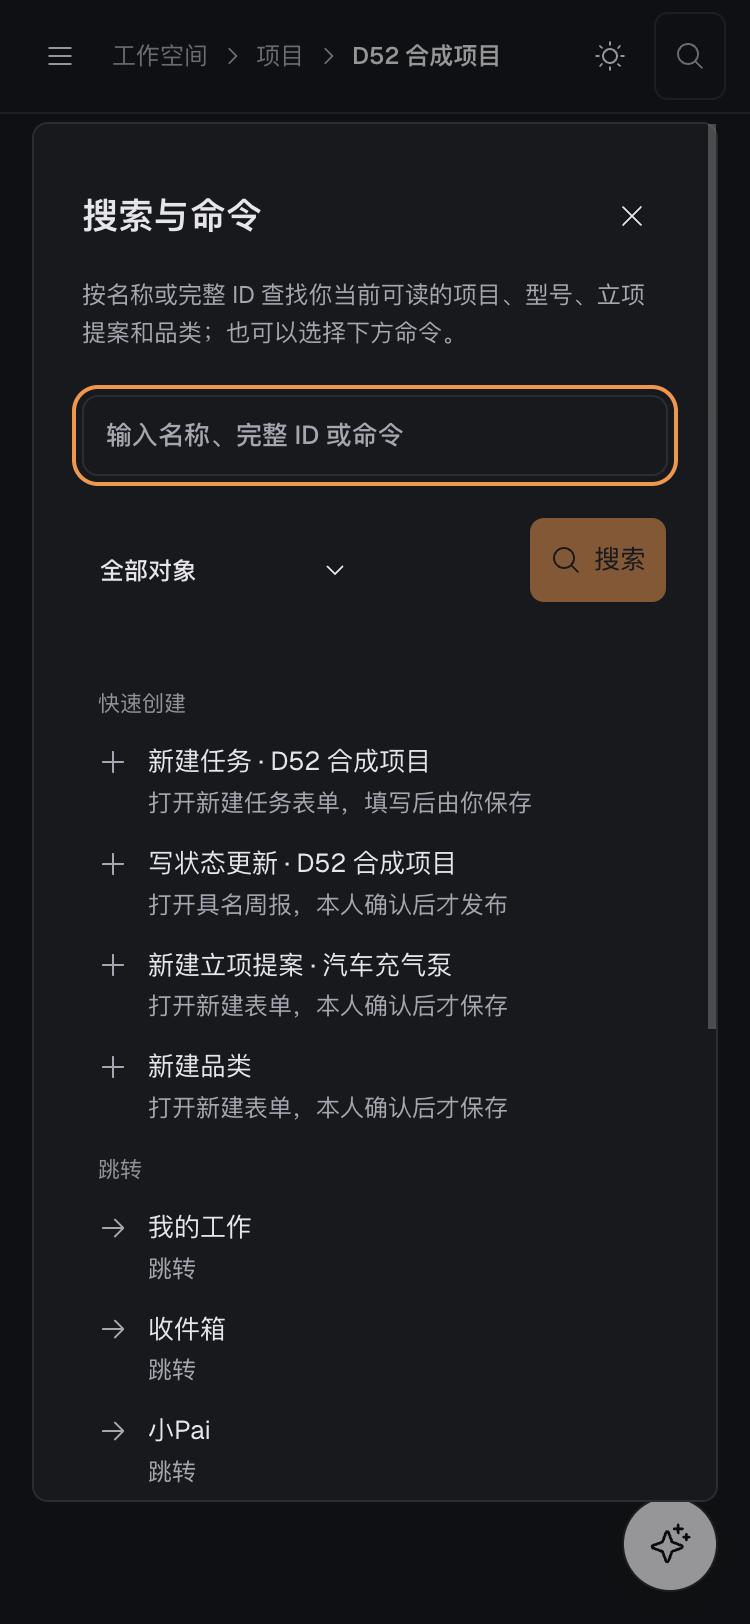 工作空间 > 项目 > D52 合成项目
搜索与命令
按名称或完整 ID 查找你当前可读的项目、型号、立项
提案和品类；也可以选择下方命令。
输入名称、完整 ID 或命令
全部对象
搜索
快速创建
新建任务 · D52 合成项目
打开新建任务表单，填写后由你保存
写状态更新 · D52 合成项目
打开具名周报，本人确认后才发布
新建立项提案 · 汽车充气泵
打开新建表单，本人确认后才保存
新建品类
打开新建表单，本人确认后才保存
跳转
我的工作
跳转
收件箱
跳转
小Pai
跳转